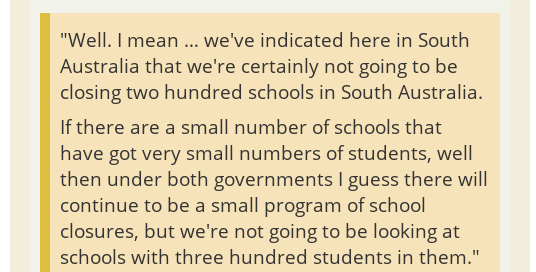 "Well. I mean ... we've indicated here in South
Australia that we're certainly not going to be
closing two hundred schools in South Australia.
If there are a small number of schools that
have got very small numbers of students, well
then under both governments I guess there will
continue to be a small program of school
closures, but we're not going to be looking at
schools with three hundred students in them."